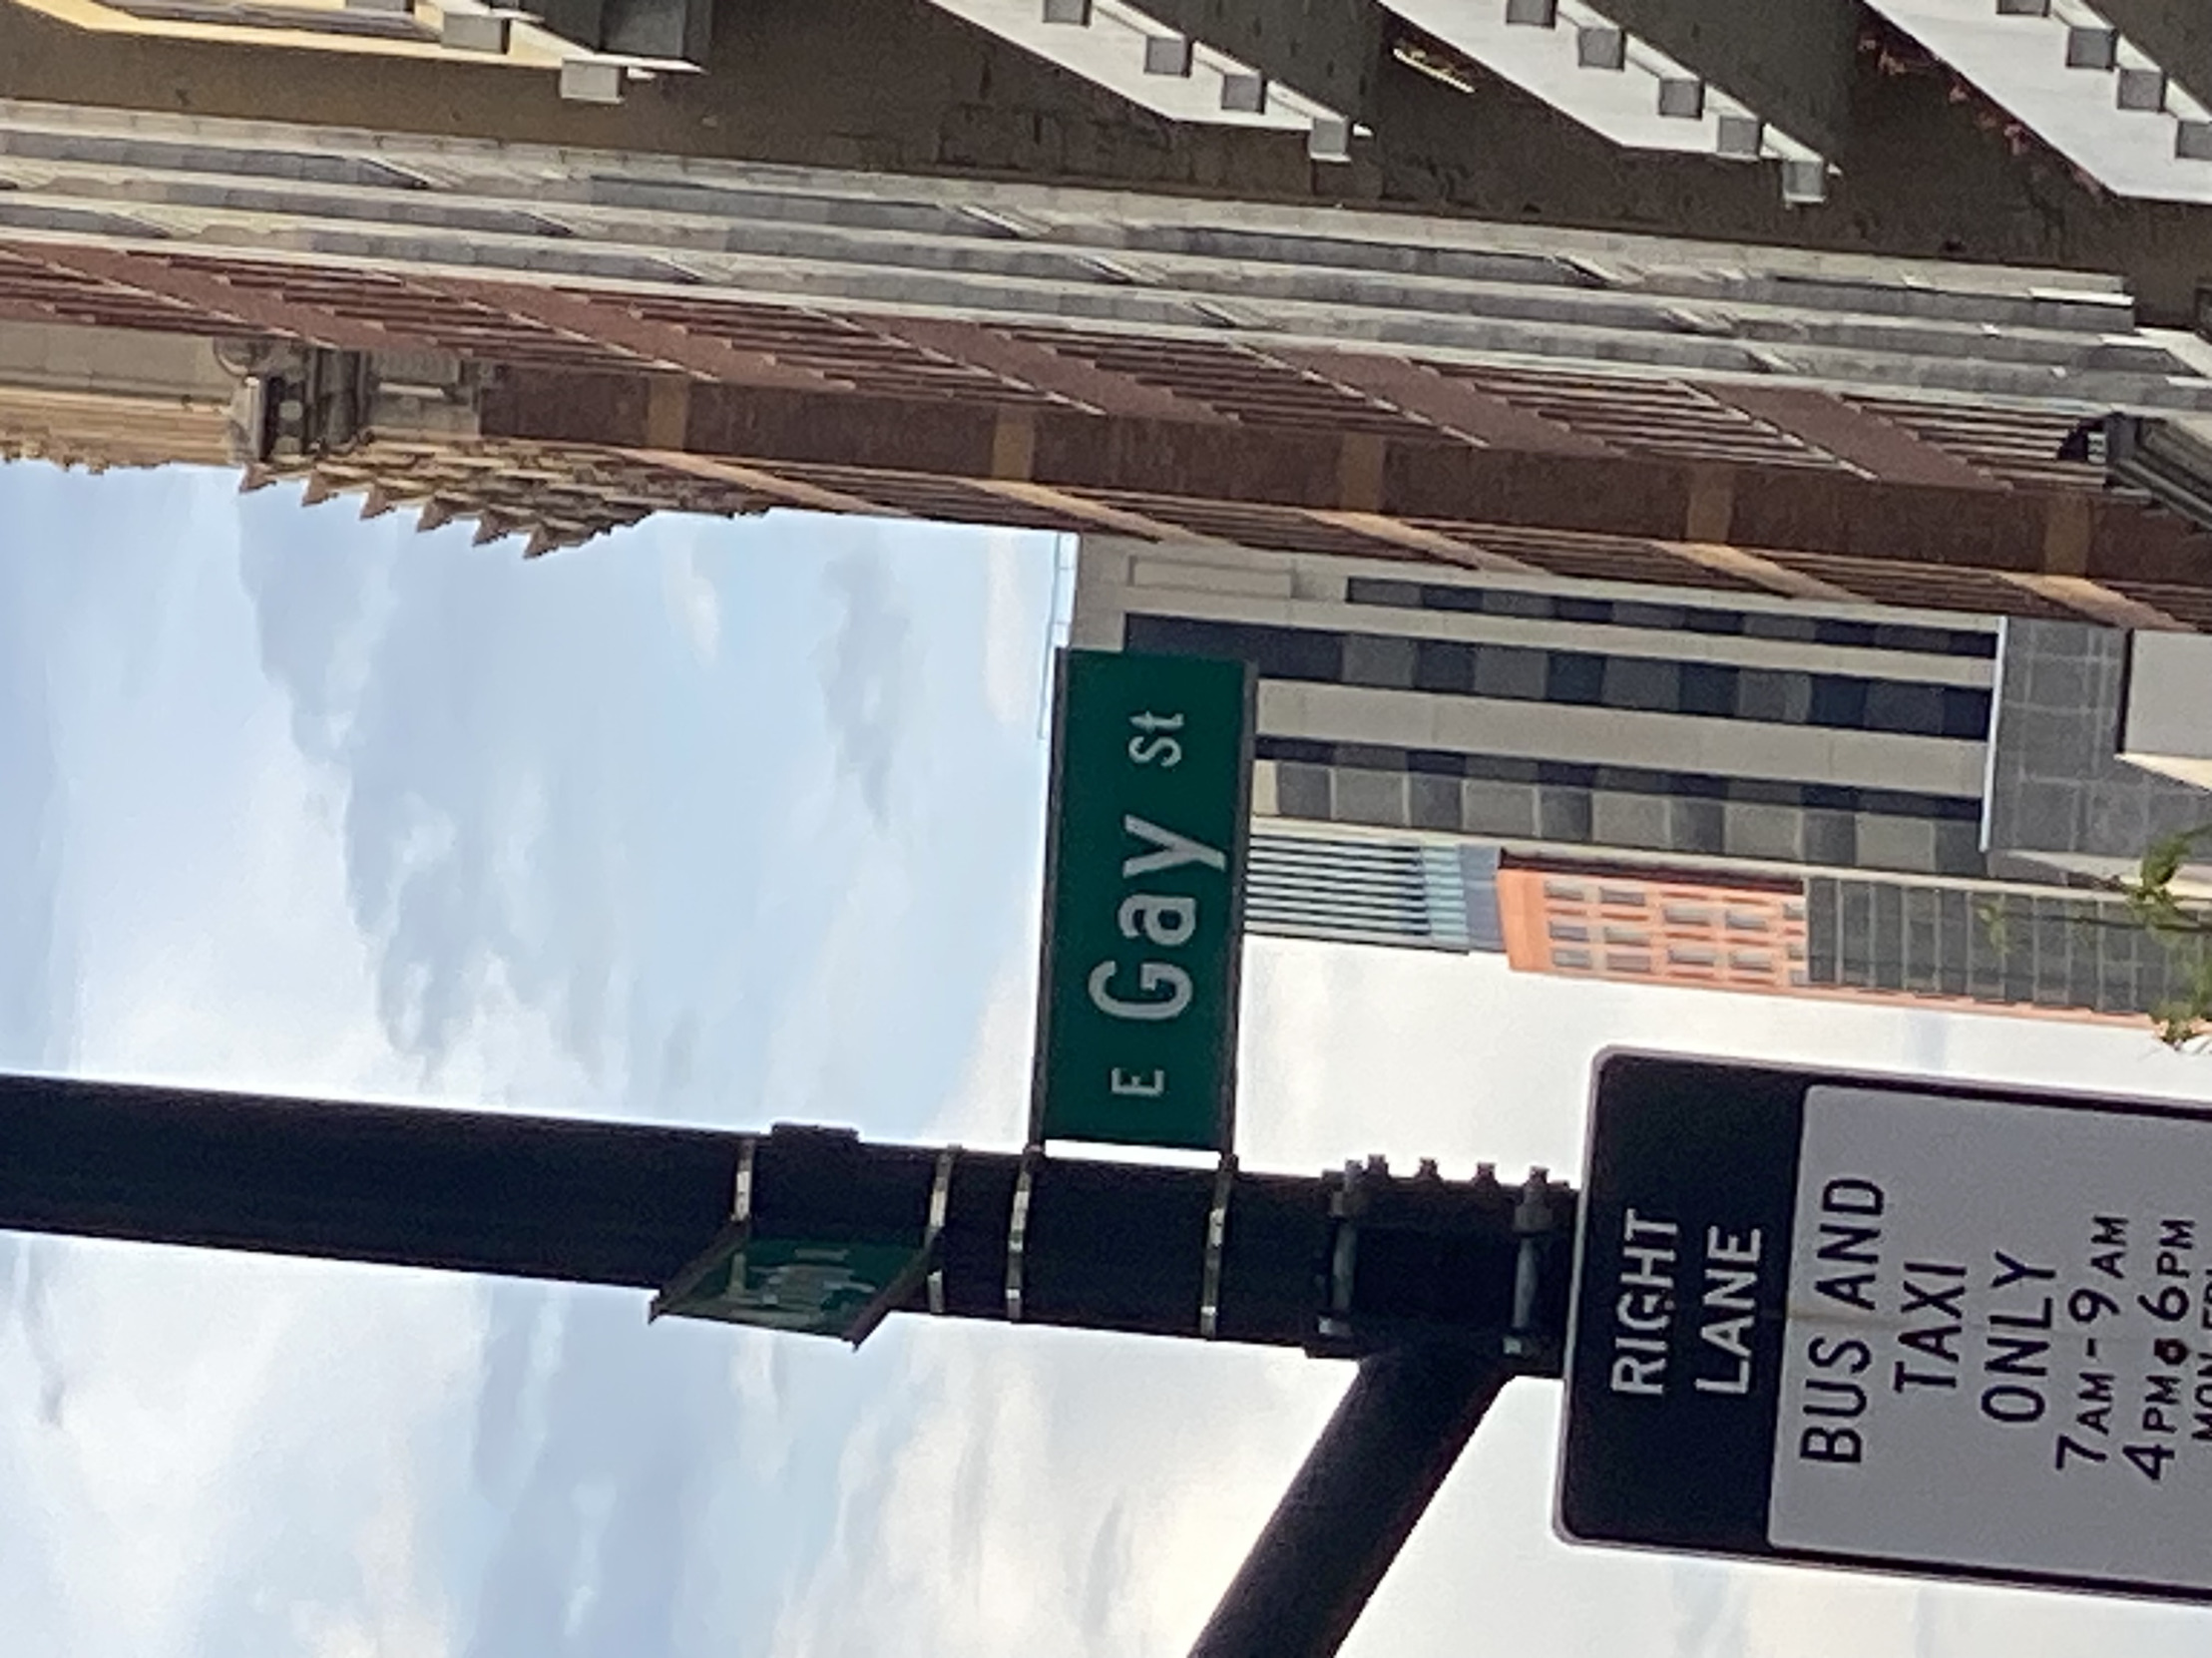 E Gay St
RIGHT
LANE
BUS AND
TAXI
ONLY
7AM-9AM
4PM 6PM